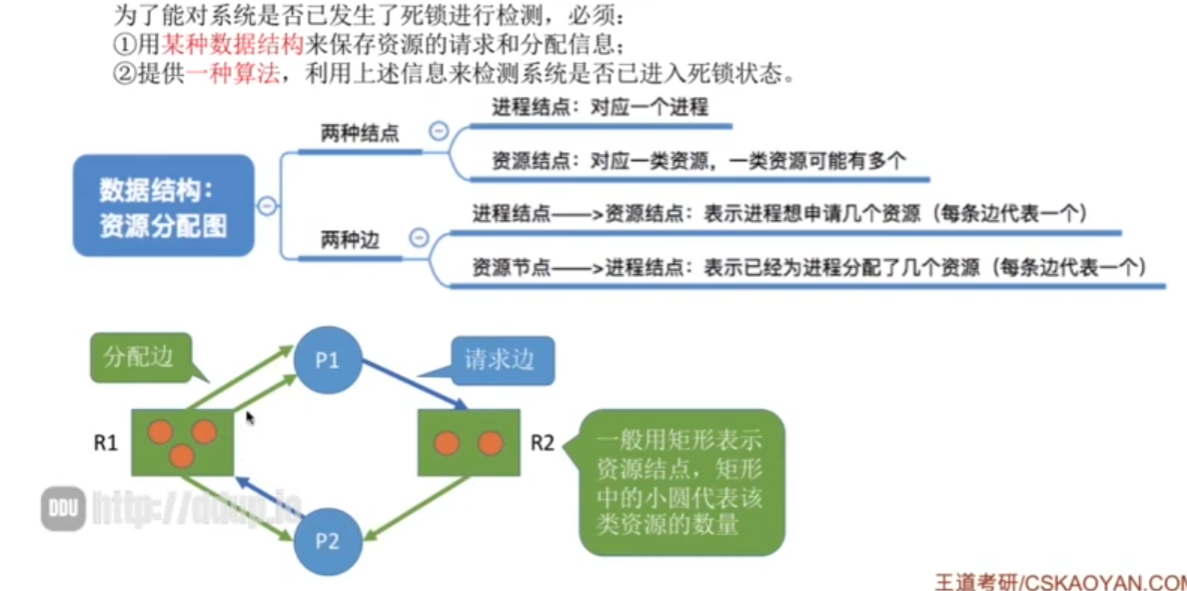 为了能对系统是否已发生了死锁进行检测，必须：
①用某种数据结构来保存资源的请求和分配信息；
②提供一种算法，利用上述信息来检测系统是否已进入死锁状态。
进程结点：对应一个进程
两种结点
资源结点：对应一类资源，一类资源可能有多个
数据结构：
资源分配图
进程结点——>资源结点：表示进程想申请几个资源（每条边代表一个）
两种边
资源节点——>进程结点：表示已经为进程分配了几个资源（每条边代表一个）
分配边
P1
请求边
R1
R2
一般用矩形表示
资源结点，矩形
中的小圆代表该
类资源的数量
DDU http://ddup.io
P2
王道考研/CSKAOYAN.COM